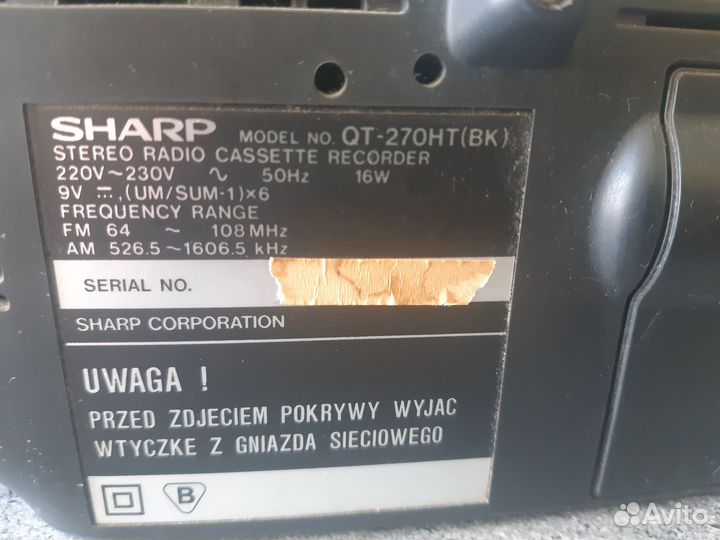 SHARP MODEL NO. QT-270HT(BK)
STEREO RADIO CASSETTE RECORDER
220V~230V ∿ 50Hz 16W
9V ⎓,(UM/SUM-1)×6
FREQUENCY RANGE
FM 64 ~ 108MHz
AM 526.5~1606.5 kHz
SERIAL NO.
SHARP CORPORATION
UWAGA !
PRZED ZDJECIEM POKRYWY WYJAC
WTYCZKE Z GNIAZDA SIECIOWEGO
B
Avito